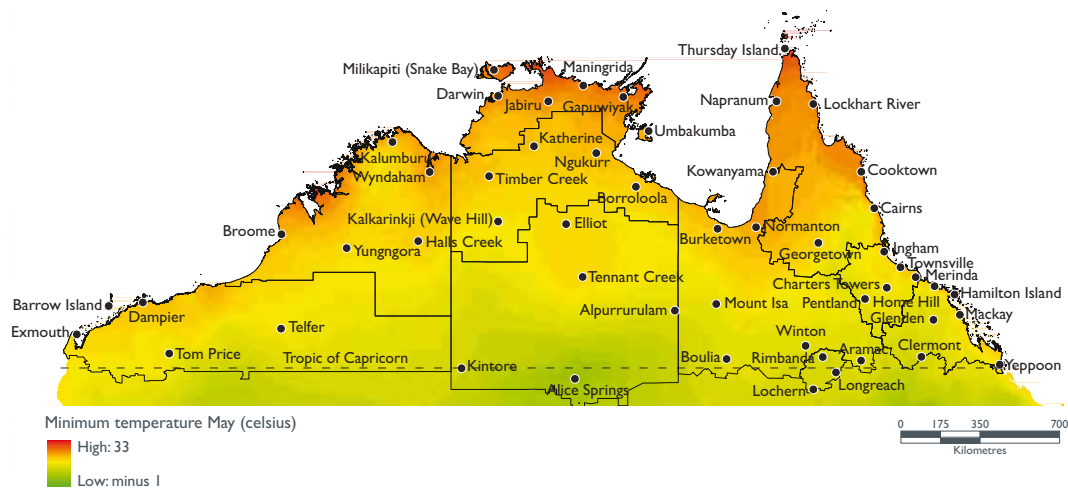 Thursday Island
Milikapiti (Snake Bay)
Maningrida
Darwin
Jabiru
Gapuwiyak
Napranum
Lockhart River
Umbakumba
Katherine
Kalumburu
Ngukurr
Wyndaham
Timber Creek
Kowanyama
Cooktown
Borroloola
Kalkarinkji (Wave Hill)
Elliot
Cairns
Broome
Halls Creek
Burketown
Normanton
Yungngora
Georgetown
Ingham
Townsville
Tennant Creek
Merinda
Charters Towers
Barrow Island
Dampier
Alpurrurulam
Mount Isa
Pentland
Home Hill
Hamilton Island
Exmouth
Telfer
Glenden
Mackay
Winton
Tom Price
Tropic of Capricorn
Kintore
Boulia
Rimbanda
Aramac
Clermont
Yeppoon
Alice Springs
Lochern
Longreach
Minimum temperature May (celsius)
High: 33
Low: minus 1
0 175 350 700
Kilometres